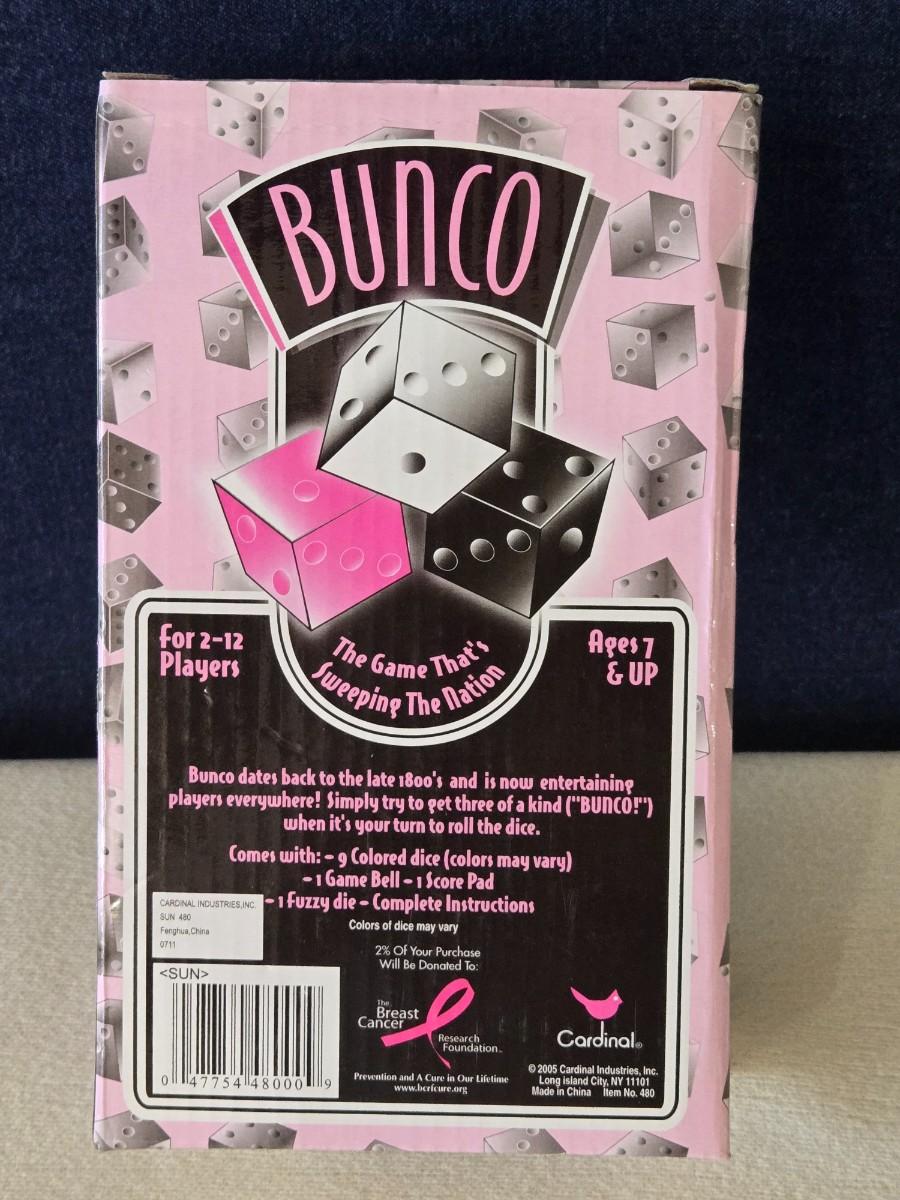 BUNCO
For 2-12
Players
Ages 7
& UP
The Game That's
Sweeping The Nation
Bunco dates back to the late 1800's and is now entertaining
players everywhere! Simply try to get three of a kind ("BUNCO!")
when it's your turn to roll the dice.
Comes with: - 9 Colored dice (colors may vary)
- 1 Game Bell - 1 Score Pad
- 1 Fuzzy die - Complete Instructions
Colors of dice may vary
CARDINAL INDUSTRIES,INC.
SUN 480
Fenghua,China
0711
<SUN>
0 47754 48000 9
2% Of Your Purchase
Will Be Donated To:
The
Breast
Cancer
Research
Foundation™
Prevention and A Cure in Our Lifetime
www.bcrfcure.org
Cardinal®
© 2005 Cardinal Industries, Inc.
Long island City, NY 11101
Made in China Item No. 480